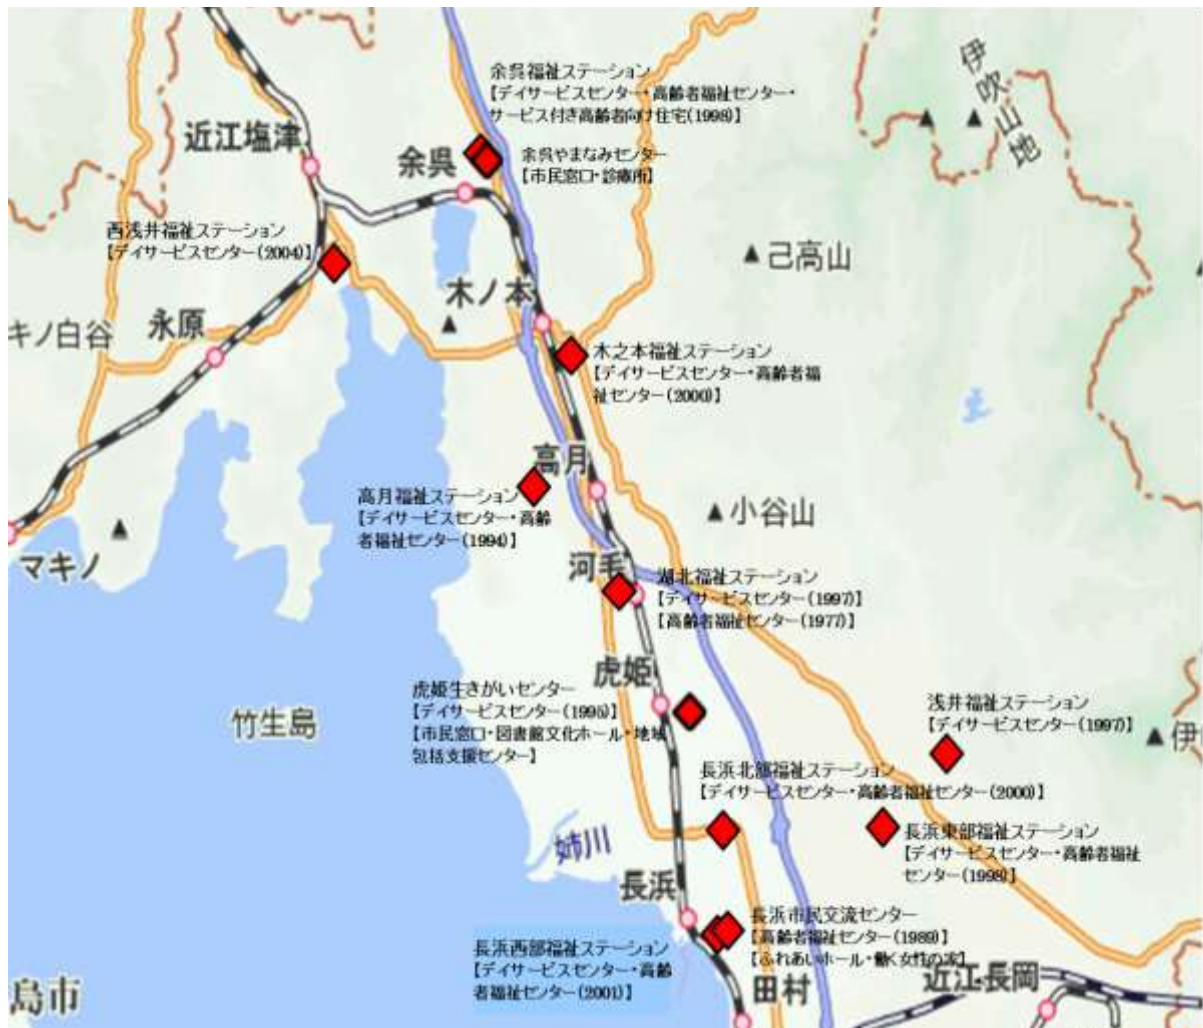 余呉福祉ステーション
【デイサービスセンター・高齢者福祉センター・
サービス付き高齢者向け住宅(1998)】
伊吹山地
近江塩津
余呉
余呉やまなみセンター
【市民窓口・診療所】
西浅井福祉ステーション
【デイサービスセンター(2004)】
己高山
木ノ本
永原
キノ白谷
木之本福祉ステーション
【デイサービスセンター・高齢者福
祉センター(2000)】
高月
高月福祉ステーション
【デイサービスセンター・高齢
者福祉センター(1994)】
小谷山
マキノ
河毛
湖北福祉ステーション
【デイサービスセンター(1997)】
【高齢者福祉センター(1977)】
虎姫
虎姫生きがいセンター
【デイサービスセンター(1995)】
【市民窓口・図書館文化ホール・地域
包括支援センター】
竹生島
浅井福祉ステーション
【デイサービスセンター(1997)】
伊
長浜北部福祉ステーション
【デイサービスセンター・高齢者福祉センター(2000)】
姉川
長浜東部福祉ステーション
【デイサービスセンター・高齢者福祉
センター(1998)】
長浜
長浜市民交流センター
【高齢者福祉センター(1989)】
【ふれあいホール・働く女性の家】
長浜西部福祉ステーション
【デイサービスセンター・高齢
者福祉センター(2001)】
田村
近江長岡
島市